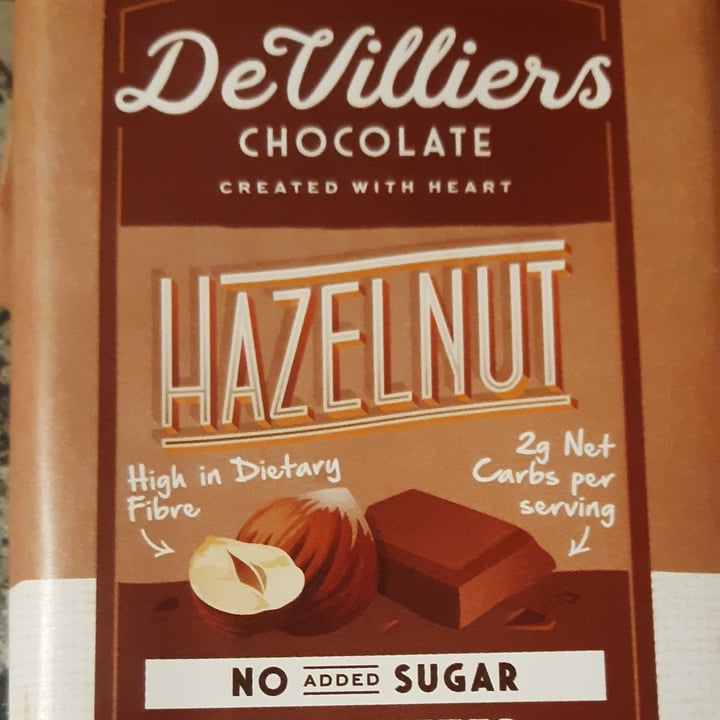 DeVilliers
CHOCOLATE
CREATED WITH HEART
HAZELNUT
High in Dietary
Fibre
2g Net
Carbs per
serving
NO ADDED SUGAR